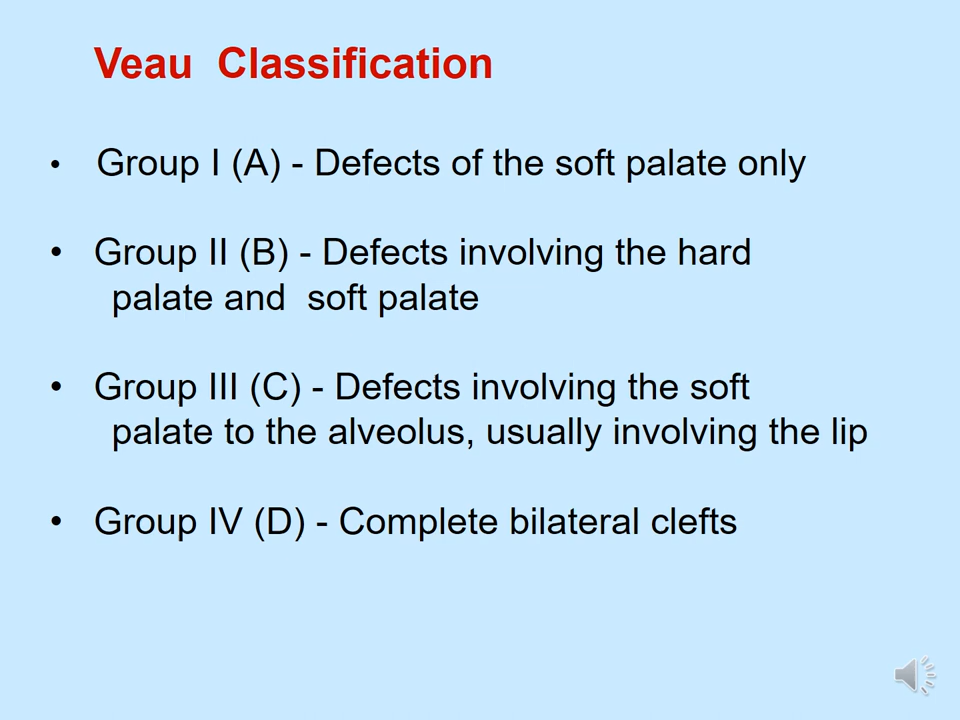 Veau  Classification
• Group I (A) - Defects of the soft palate only
• Group II (B) - Defects involving the hard
palate and  soft palate
• Group III (C) - Defects involving the soft
palate to the alveolus, usually involving the lip
• Group IV (D) - Complete bilateral clefts